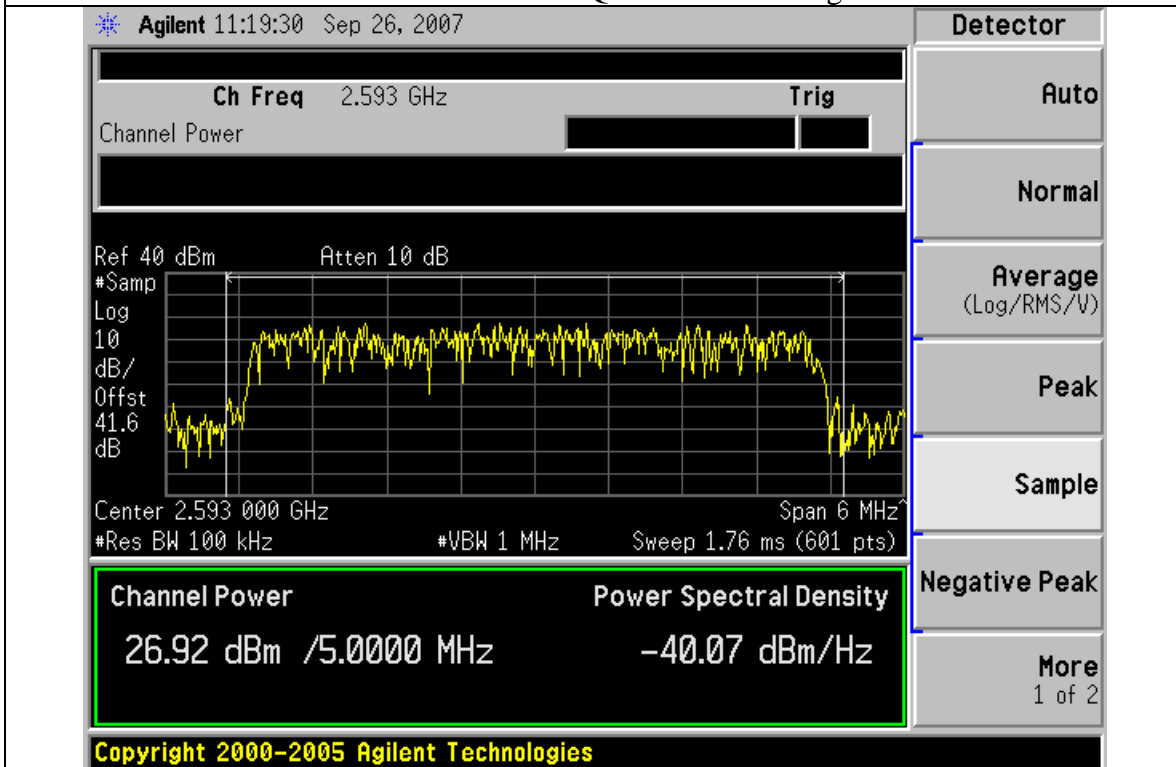 Agilent 11:19:30 Sep 26, 2007
Detector
Ch Freq 2.593 GHz Trig
Channel Power
Auto
Normal
Average
(Log/RMS/V)
Peak
Sample
Negative Peak
More
1 of 2
Ref 40 dBm Atten 10 dB
#Samp
Log
10
dB/
Offst
41.6
dB
Center 2.593 000 GHz Span 6 MHz^
#Res BW 100 kHz #VBW 1 MHz Sweep 1.76 ms (601 pts)
Channel Power Power Spectral Density
26.92 dBm /5.0000 MHz -40.07 dBm/Hz
Copyright 2000-2005 Agilent Technologies